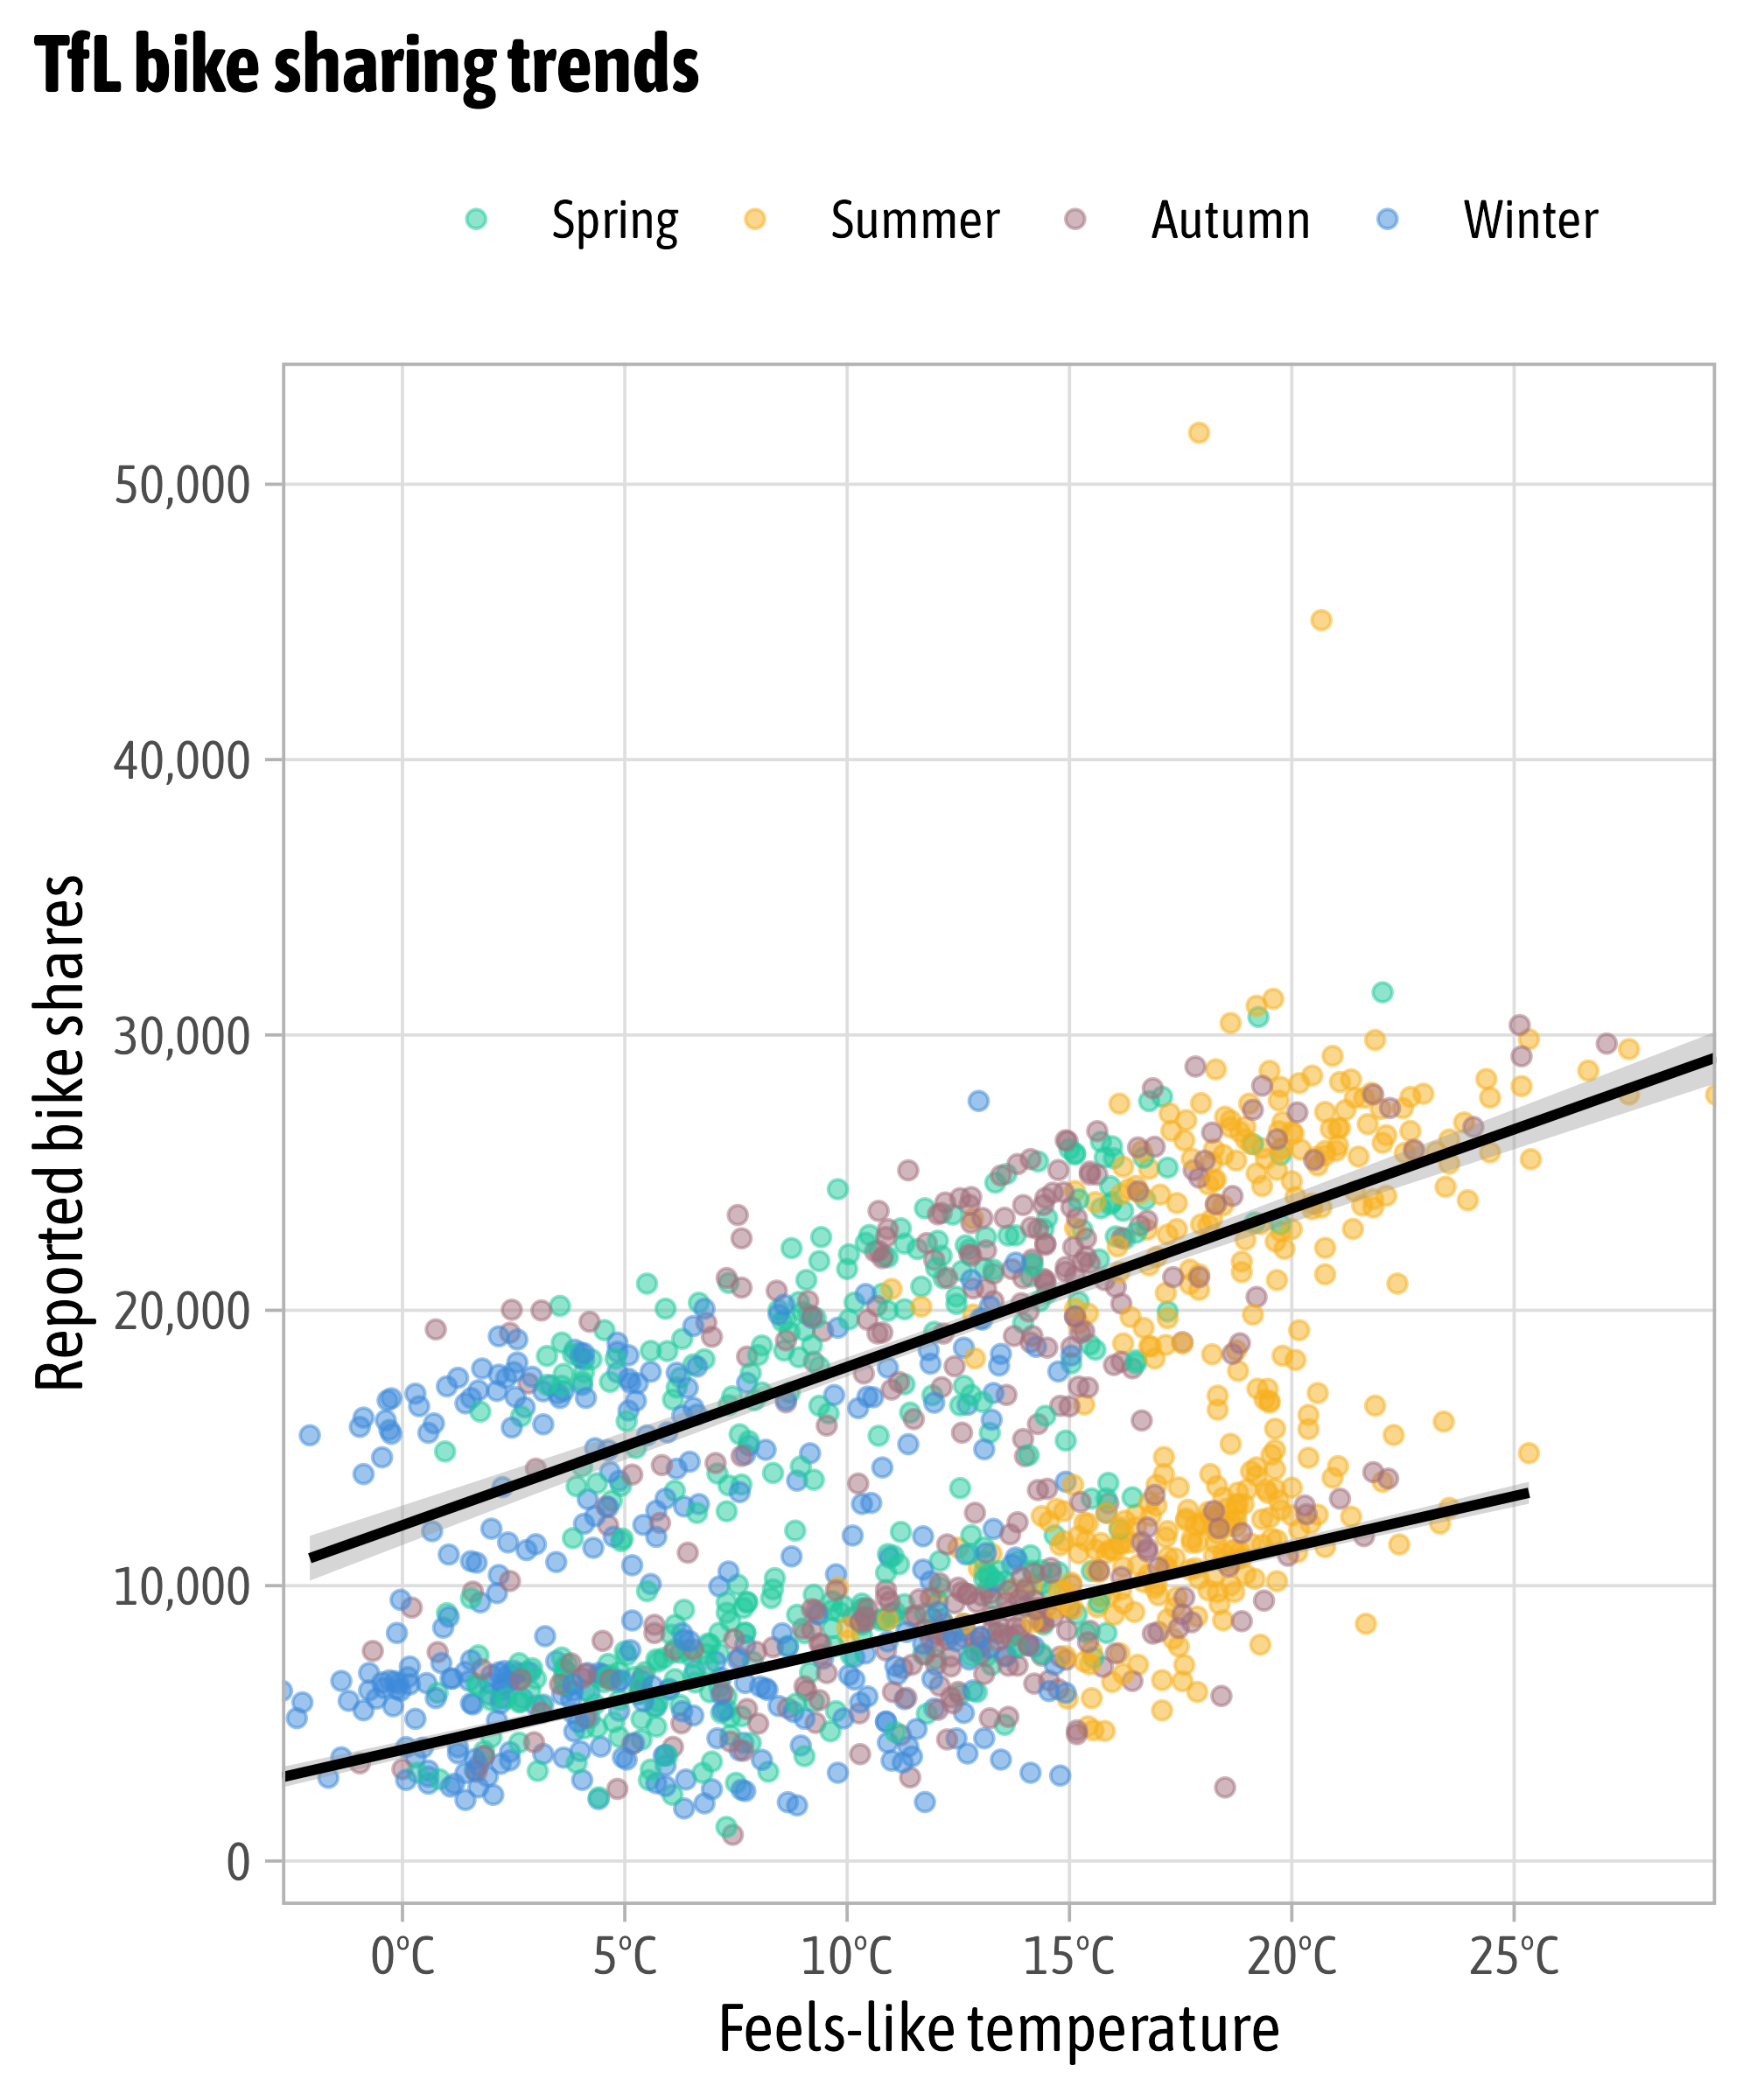 TfL bike sharing trends
Spring Summer Autumn Winter
50,000
40,000
30,000
20,000
10,000
0
Reported bike shares
0°C 5°C 10°C 15°C 20°C 25°C
Feels-like temperature